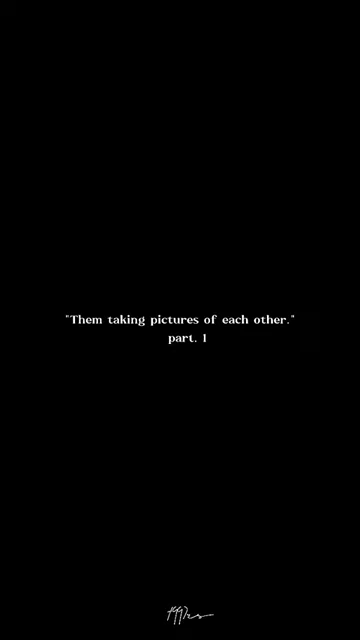 "Them taking pictures of each other."
part. 1